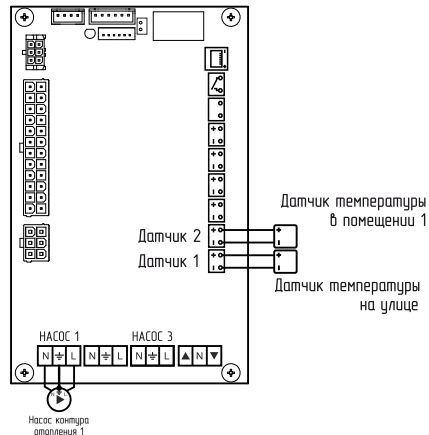 Датчик температуры
в помещении 1
Датчик 2
Датчик 1
Датчик температуры
на улице
НАСОС 1
НАСОС 3
N L N L N L ▲ N ▼
N L
Насос контура
отопления 1